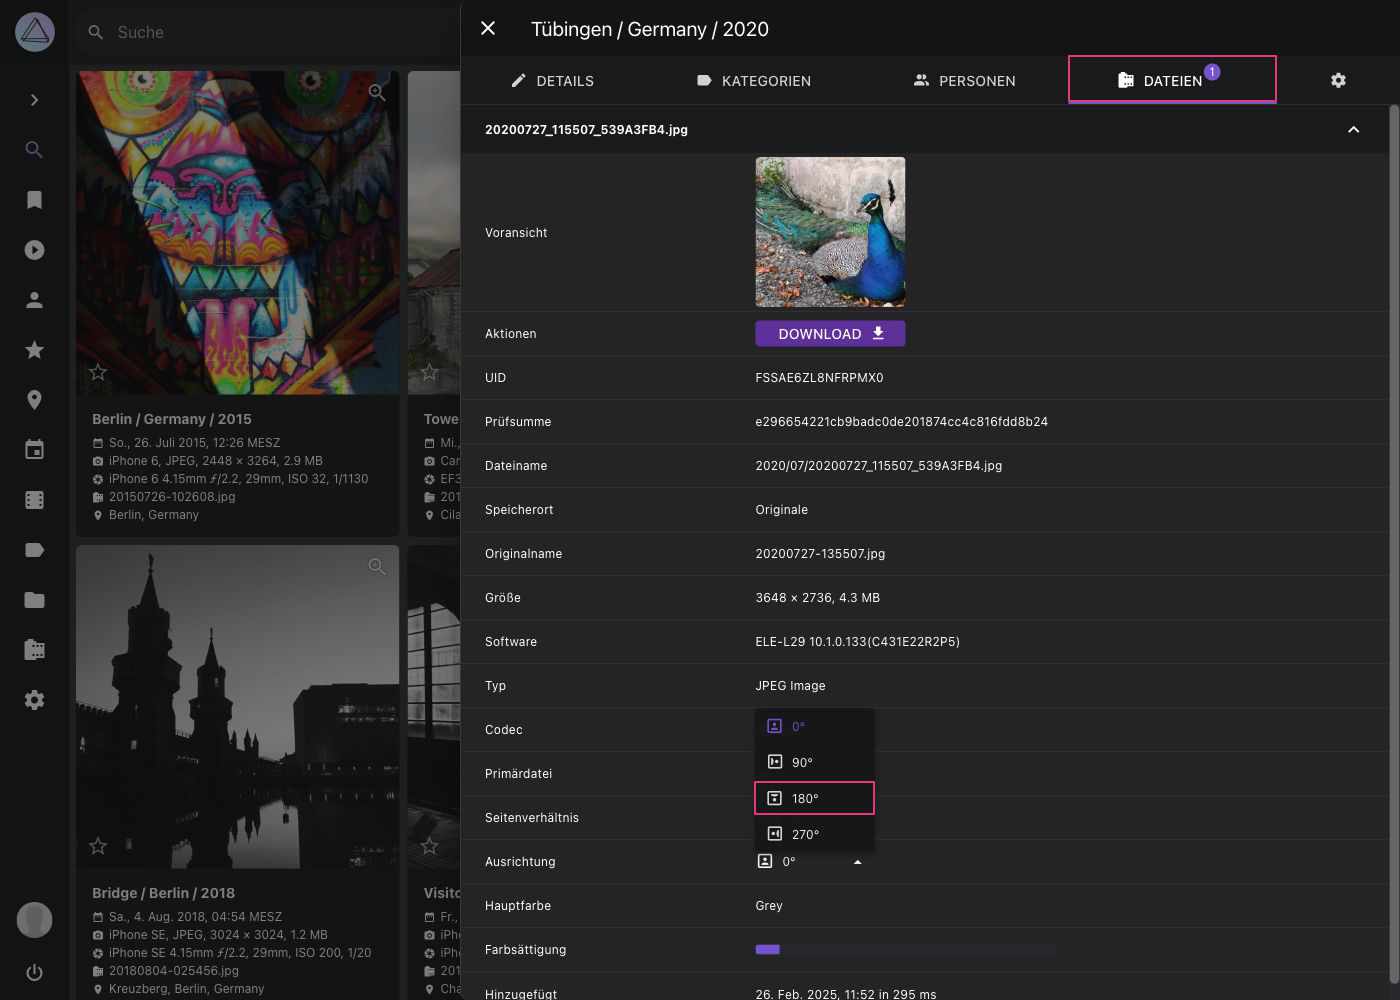 Suche
Berlin / Germany / 2015
So., 26. Juli 2015, 12:26 MESZ
iPhone 6, JPEG, 2448 × 3264, 2.9 MB
iPhone 6 4.15mm ƒ/2.2, 29mm, ISO 32, 1/1130
20150726-102608.jpg
Berlin, Germany
Towe
Mi.,
Can
EF3
201
Cila
Bridge / Berlin / 2018
Sa., 4. Aug. 2018, 04:54 MESZ
iPhone SE, JPEG, 3024 × 3024, 1.2 MB
iPhone SE 4.15mm ƒ/2.2, 29mm, ISO 200, 1/20
20180804-025456.jpg
Kreuzberg, Berlin, Germany
Visito
Fr.,
iPho
iPho
201
Cha
Tübingen / Germany / 2020
DETAILS
KATEGORIEN
PERSONEN
DATEIEN 1
20200727_115507_539A3FB4.jpg
Voransicht
Aktionen DOWNLOAD
UID FSSAE6ZL8NFRPMX0
Prüfsumme e296654221cb9badc0de201874cc4c816fdd8b24
Dateiname 2020/07/20200727_115507_539A3FB4.jpg
Speicherort Originale
Originalname 20200727-135507.jpg
Größe 3648 × 2736, 4.3 MB
Software ELE-L29 10.1.0.133(C431E22R2P5)
Typ JPEG Image
Codec
Primärdatei
Seitenverhältnis
0°
90°
180°
270°
Ausrichtung 0°
Hauptfarbe Grey
Farbsättigung
Hinzugefügt 26. Feb. 2025, 11:52 in 295 ms